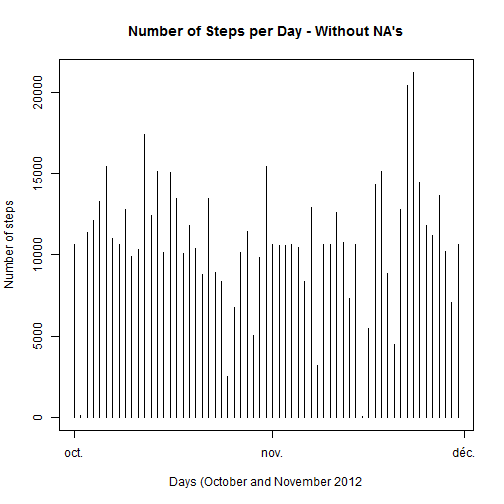 Number of Steps per Day - Without NA's
Number of steps
20000
15000
10000
5000
0
oct.
nov.
déc.
Days (October and November 2012